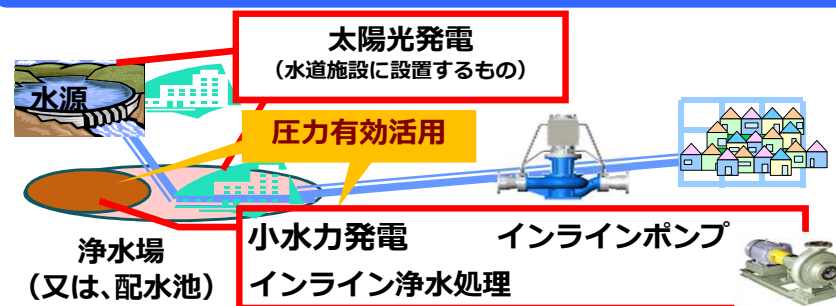 太陽光発電
（水道施設に設置するもの）
水源
圧力有効活用
小水力発電
インラインポンプ
インライン浄水処理
浄水場
（又は、配水池）